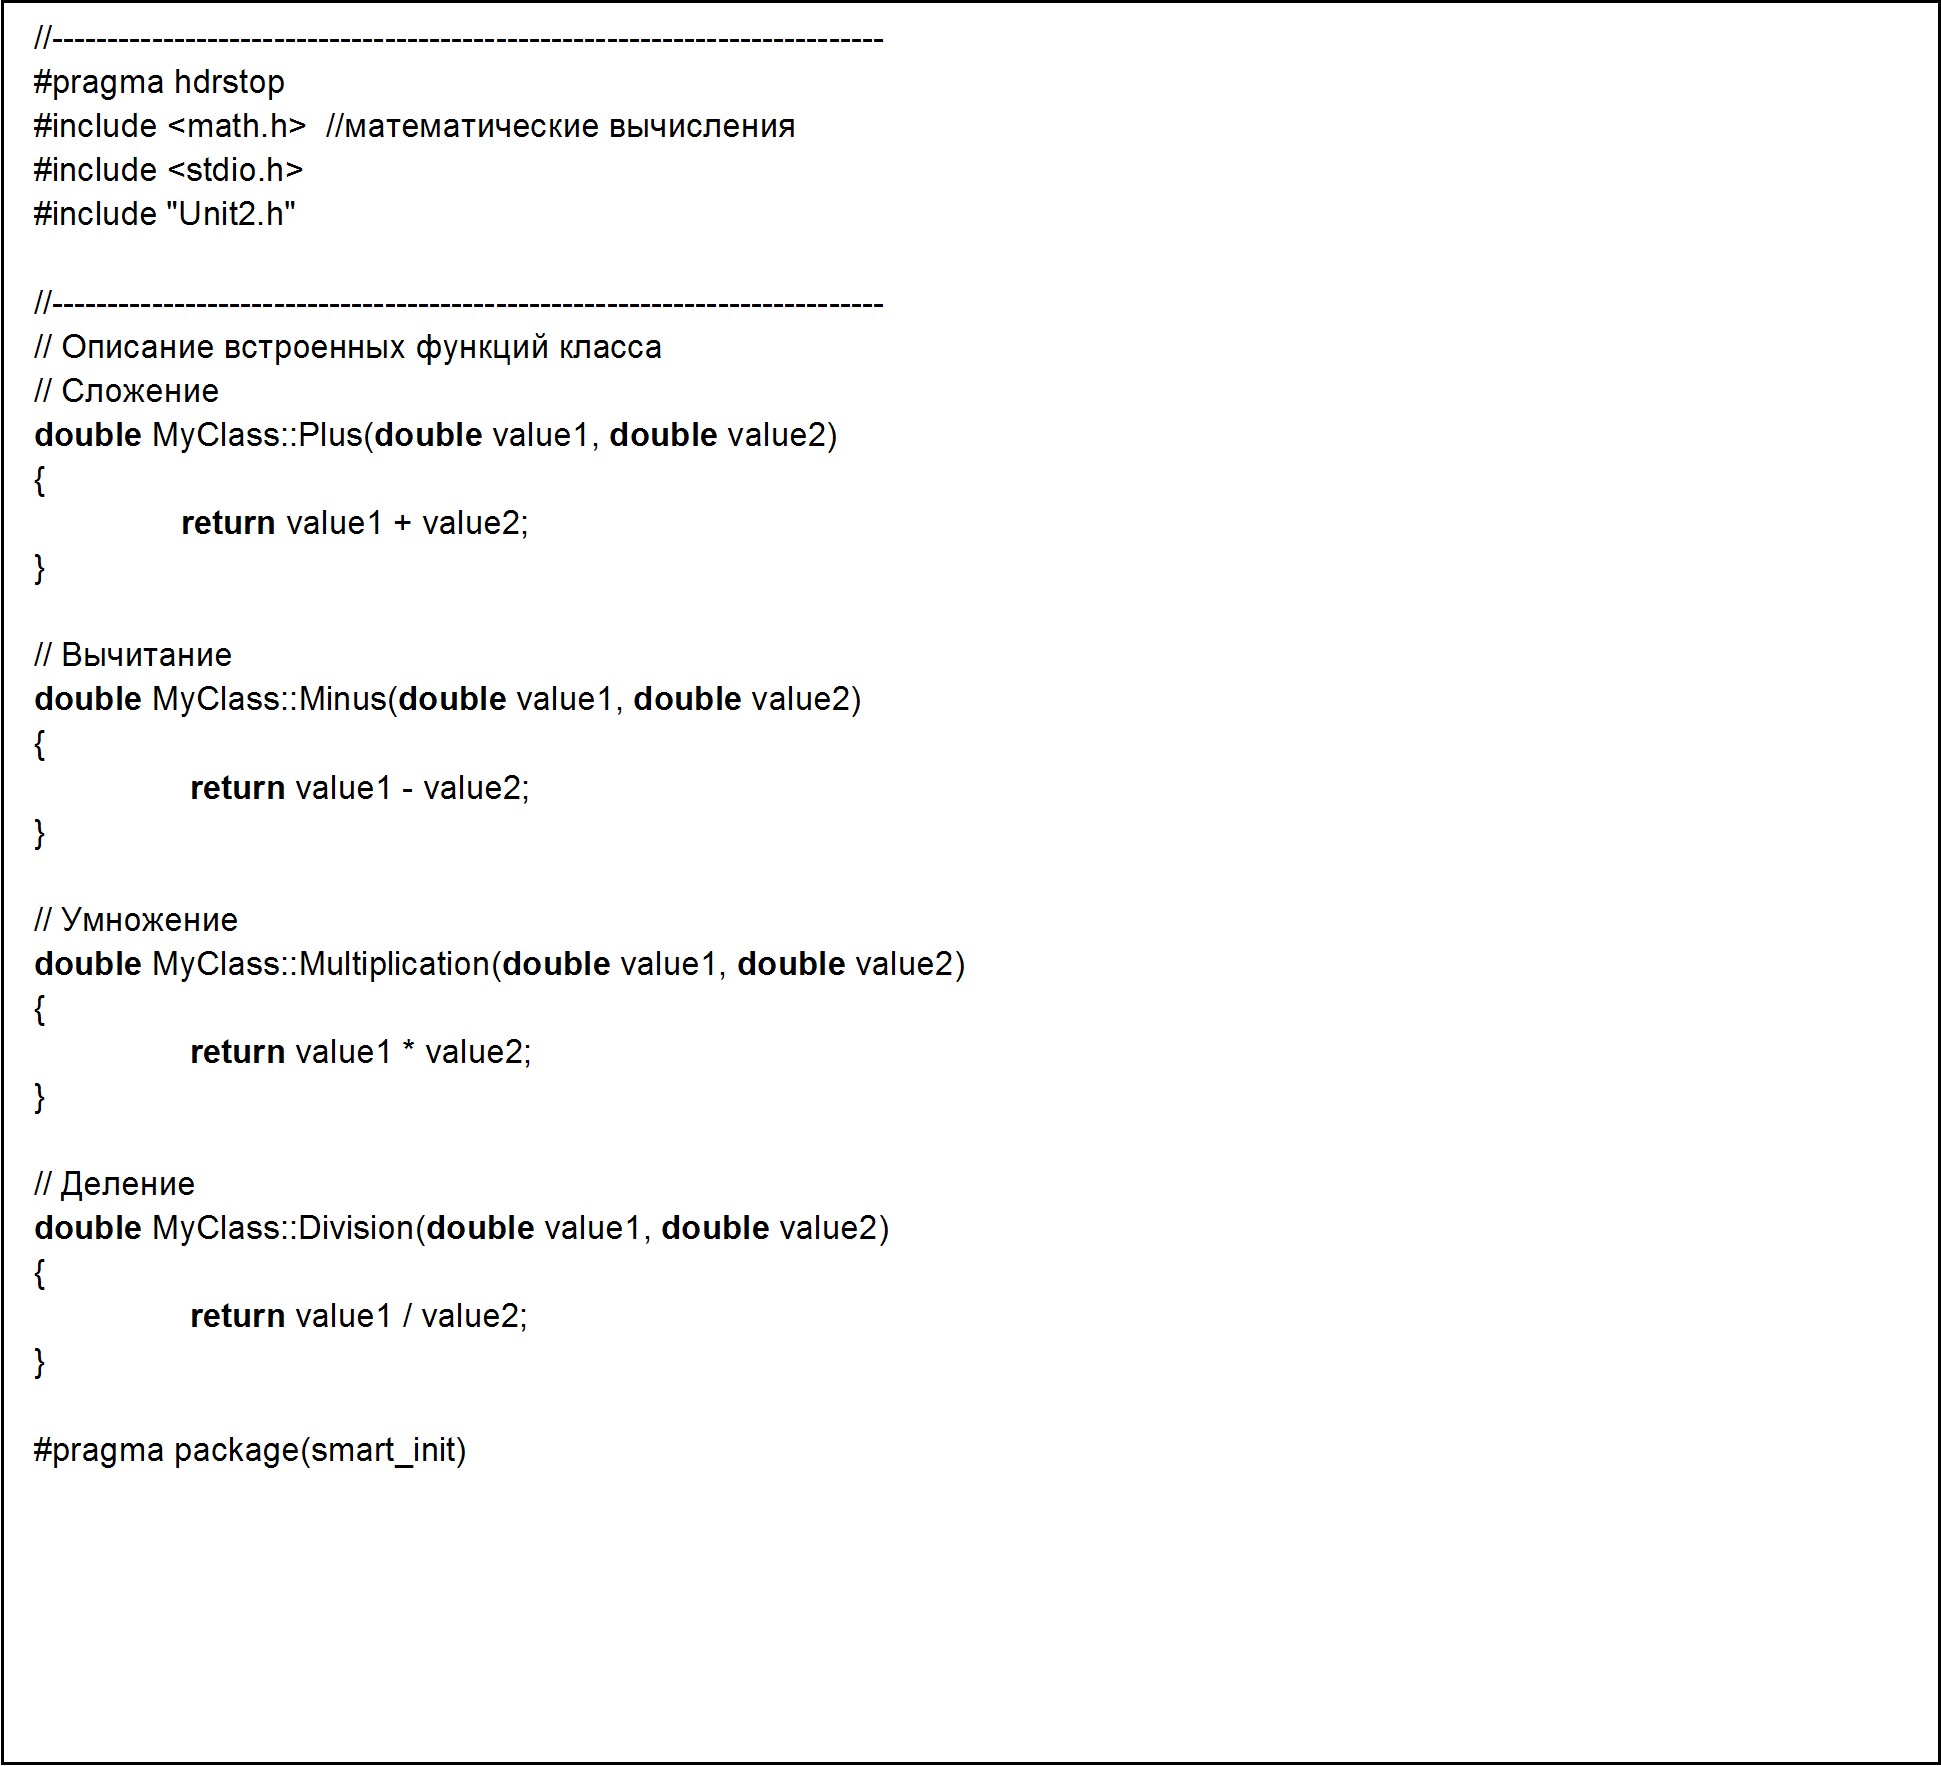 //---------------------------------------------------------------------------
#pragma hdrstop
#include <math.h>  //математические вычисления
#include <stdio.h>
#include "Unit2.h"
//---------------------------------------------------------------------------
// Описание встроенных функций класса
// Сложение
double MyClass::Plus(double value1, double value2)
{
return value1 + value2;
}
// Вычитание
double MyClass::Minus(double value1, double value2)
{
return value1 - value2;
}
// Умножение
double MyClass::Multiplication(double value1, double value2)
{
return value1 * value2;
}
// Деление
double MyClass::Division(double value1, double value2)
{
return value1 / value2;
}
#pragma package(smart_init)